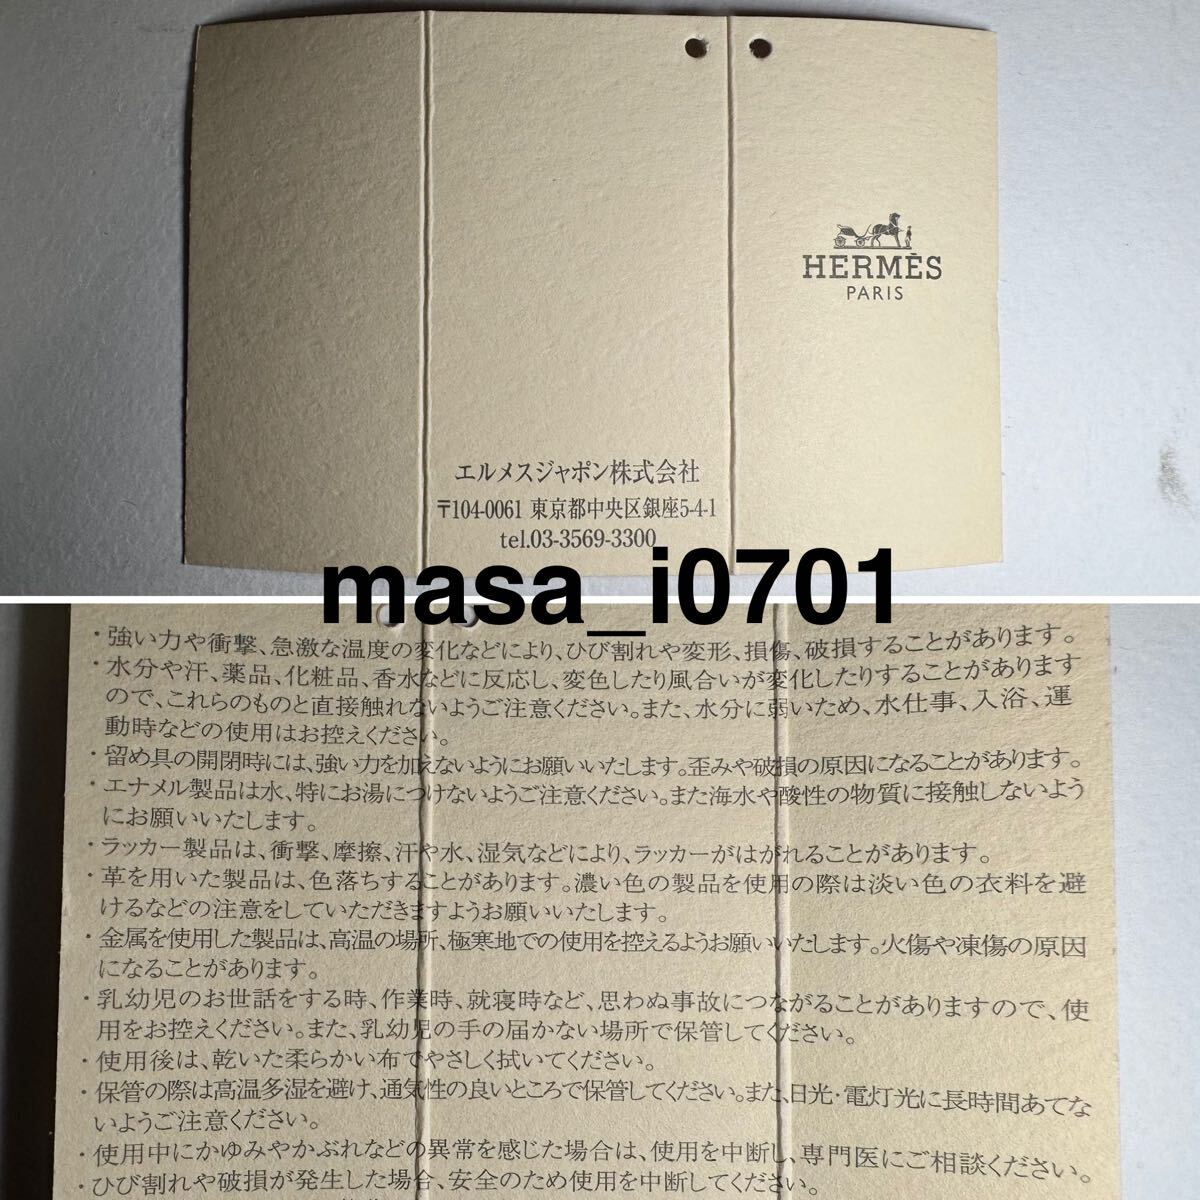 HERMÈS
PARIS
エルメスジャポン株式会社
〒104-0061 東京都中央区銀座5-4-1
tel.03-3569-3300
masa_i0701
・強い力や衝撃、急激な温度の変化などにより、ひび割れや変形、損傷、破損することがあります。
・水分や汗、薬品、化粧品、香水などに反応し、変色したり風合いが変化したりすることがあります
ので、これらのものと直接触れないようご注意ください。また、水分に弱いため、水仕事、入浴、運
動時などの使用はお控えください。
・留め具の開閉時には、強い力を加えないようにお願いいたします。歪みや破損の原因になることがあります。
・エナメル製品は水、特にお湯につけないようご注意ください。また海水や酸性の物質に接触しないよう
にお願いいたします。
・ラッカー製品は、衝撃、摩擦、汗や水、湿気などにより、ラッカーがはがれることがあります。
・革を用いた製品は、色落ちすることがあります。濃い色の製品を使用の際は淡い色の衣料を避
けるなどの注意をしていただきますようお願いいたします。
・金属を使用した製品は、高温の場所、極寒地での使用を控えるようお願いいたします。火傷や凍傷の原因
になることがあります。
・乳幼児のお世話をする時、作業時、就寝時など、思わぬ事故につながることがありますので、使
用をお控えください。また、乳幼児の手の届かない場所で保管してください。
・使用後は、乾いた柔らかい布でやさしく拭いてください。
・保管の際は高温多湿を避け、通気性の良いところで保管してください。また、日光・電灯光に長時間あてな
いようご注意ください。
・使用中にかゆみやかぶれなどの異常を感じた場合は、使用を中断し、専門医にご相談ください。
・ひび割れや破損が発生した場合、安全のため使用を中断してください。